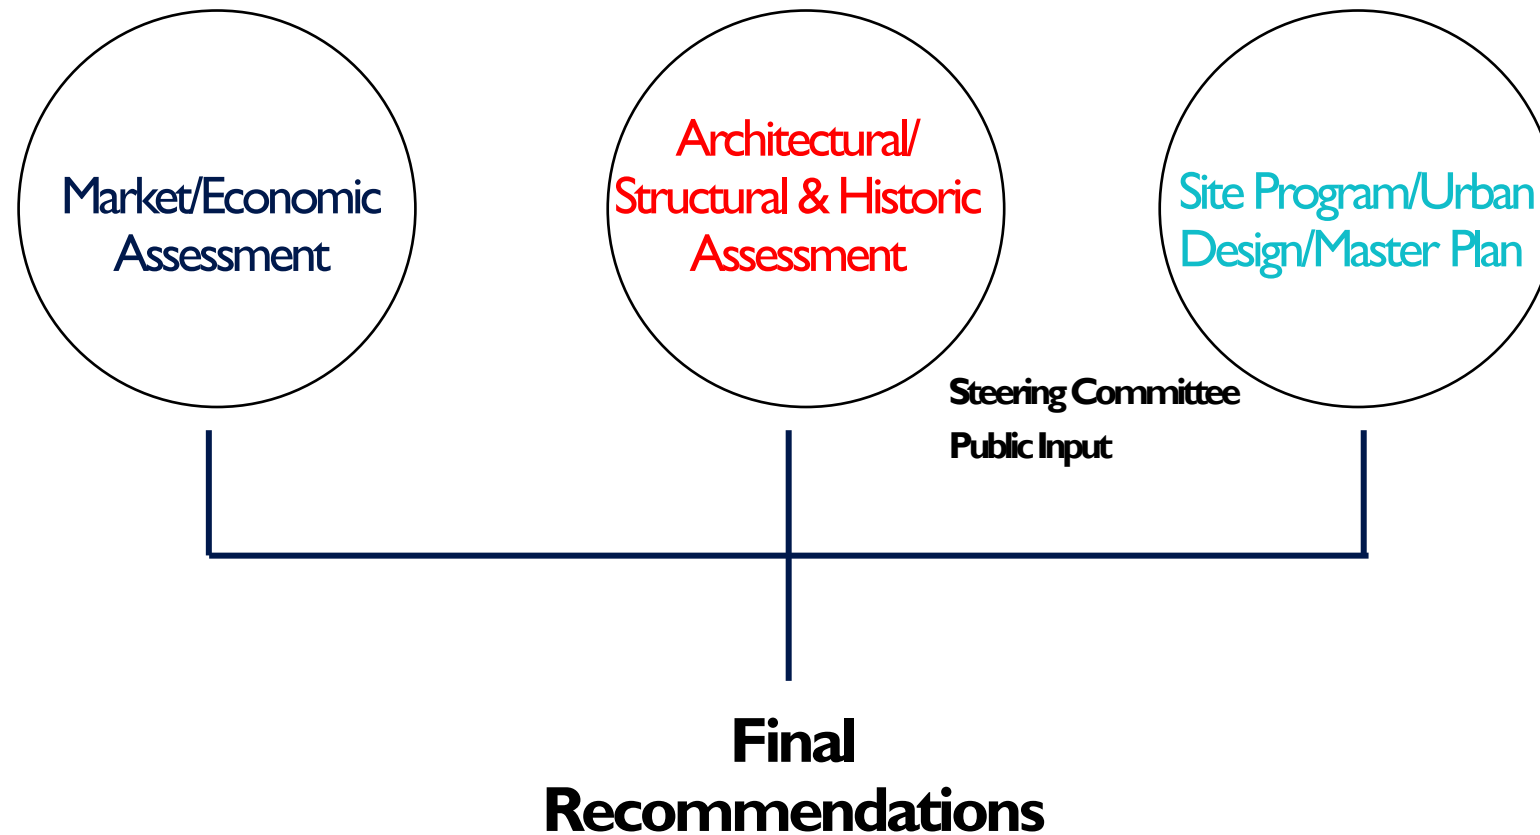 Market/Economic
Assessment
Architectural/
Structural & Historic
Assessment
Site Program/Urban
Design/Master Plan
Steering Committee
Public Input
Final
Recommendations